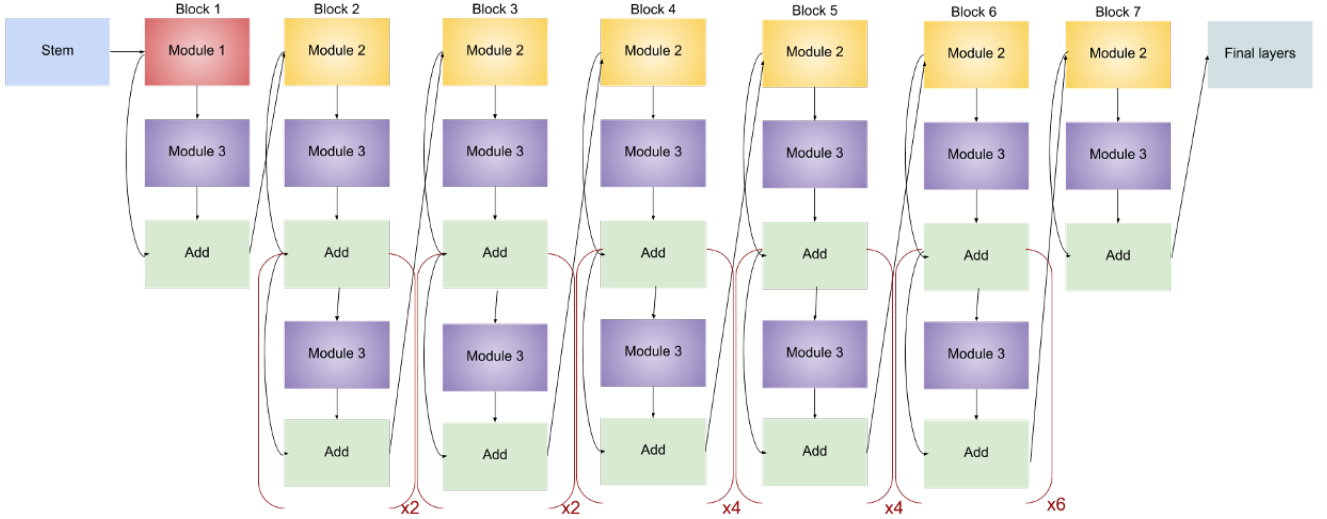 Block 1
Block 2
Block 3
Block 4
Block 5
Block 6
Block 7
Stem
Module 1
Module 2
Module 2
Module 2
Module 2
Module 2
Module 2
Final layers
Module 3
Module 3
Module 3
Module 3
Module 3
Module 3
Module 3
Add
Add
Add
Add
Add
Add
Add
Module 3
Module 3
Module 3
Module 3
Module 3
Add
Add
Add
Add
Add
x2
x2
x4
x4
x6